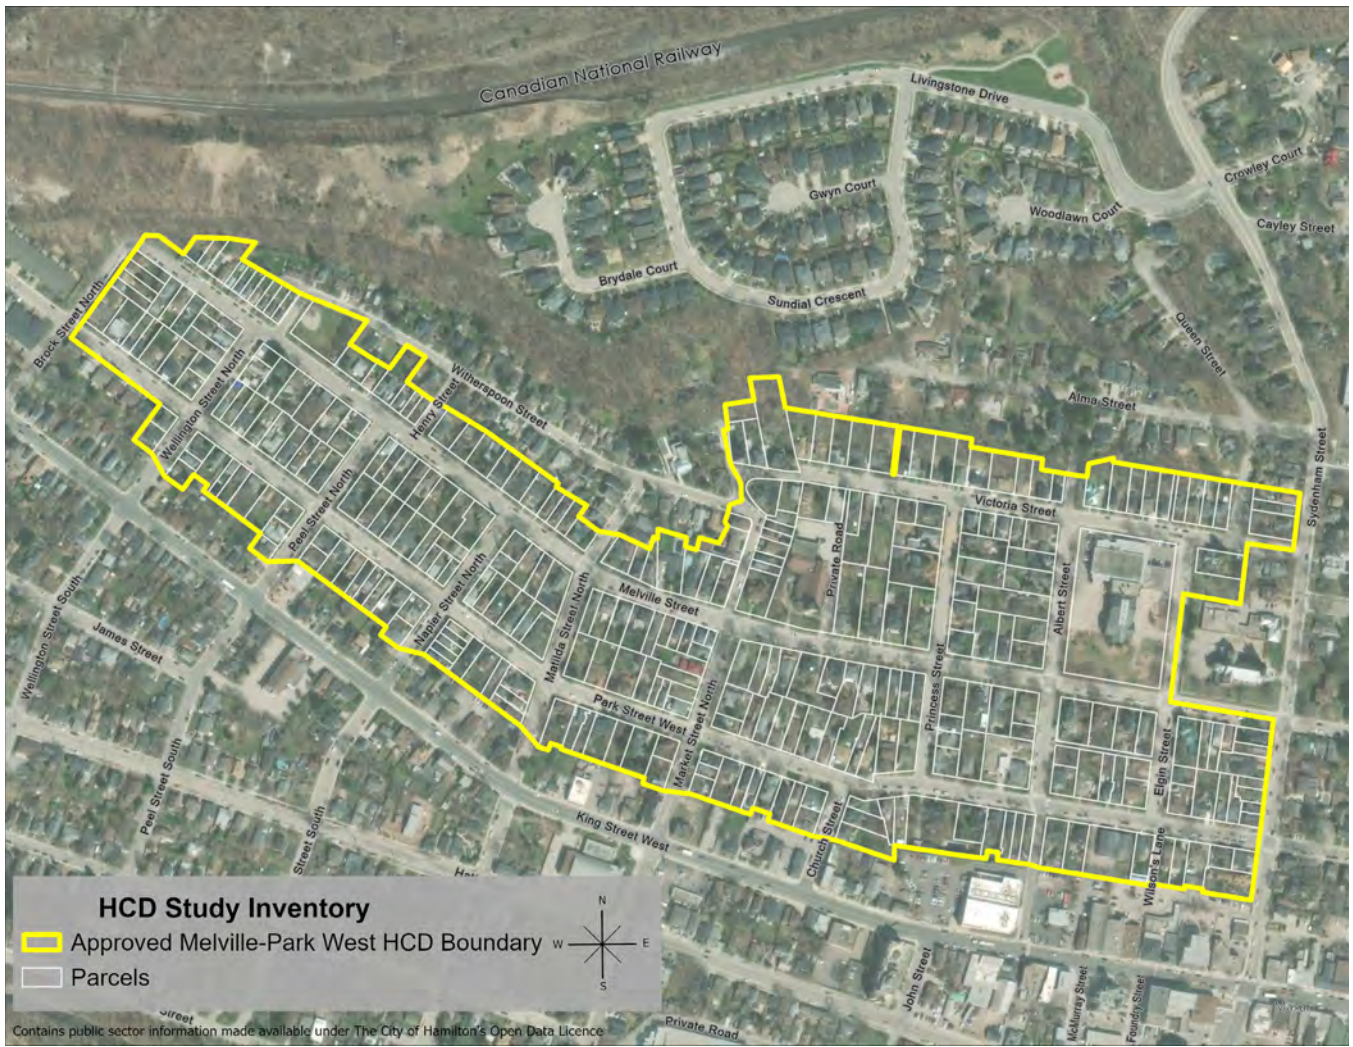 Canadian National Railway
Livingstone Drive
Crowley Court
Gwyn Court
Woodlawn Court
Cayley Street
Brydale Court
Sundial Crescent
Queen Street
Brock Street North
Witherspoon Street
Wellington Street North
Henry Street
Alma Street
Sydenham Street
Peel Street North
Victoria Street
Private Road
Napier Street North
Matilda Street North
Melville Street
Albert Street
Wellington Street South
James Street
Princess Street
Park Street West
Market Street North
Elgin Street
Peel Street South
Street South
King Street West
Church Street
Wilson's Lane
HCD Study Inventory
Approved Melville-Park West HCD Boundary
Parcels
N
W
E
S
John Street
McMurray Street
Foundry Street
Street
Private Road
Contains public sector information made available under The City of Hamilton's Open Data Licence